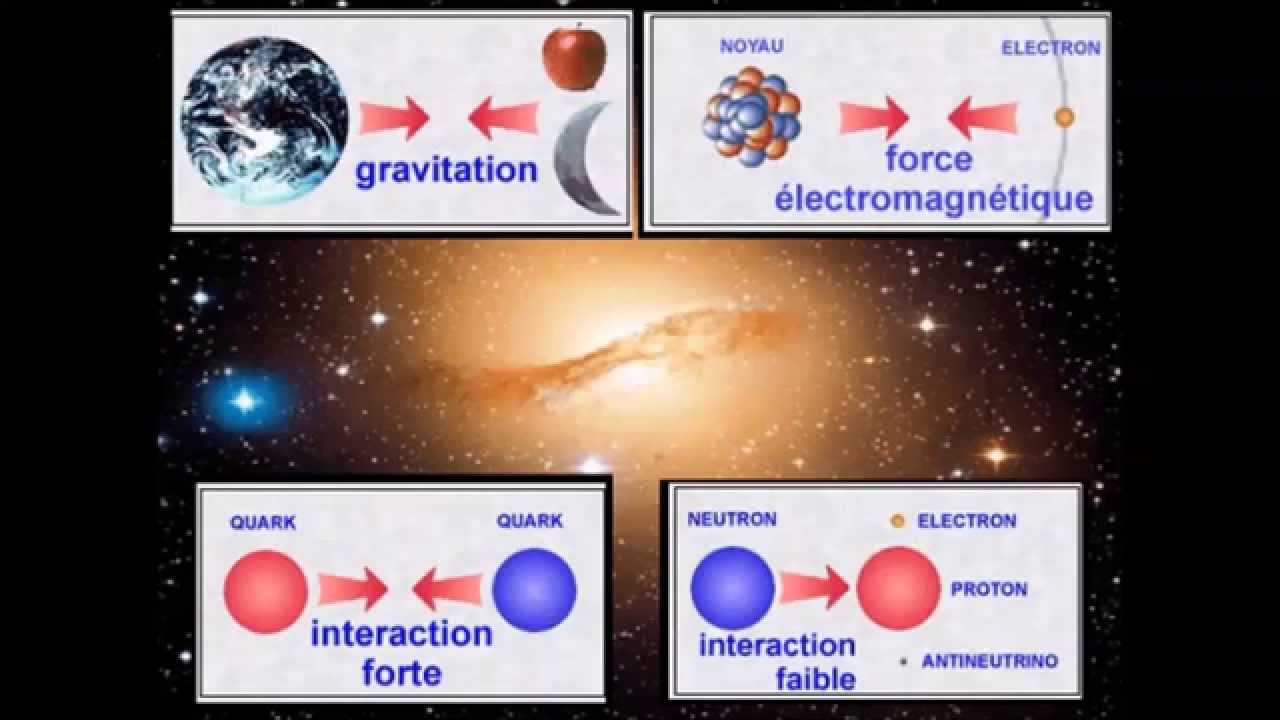 gravitation
NOYAU
ELECTRON
force
électromagnétique
QUARK
QUARK
interaction
forte
NEUTRON
ELECTRON
PROTON
interaction
faible
ANTINEUTRINO